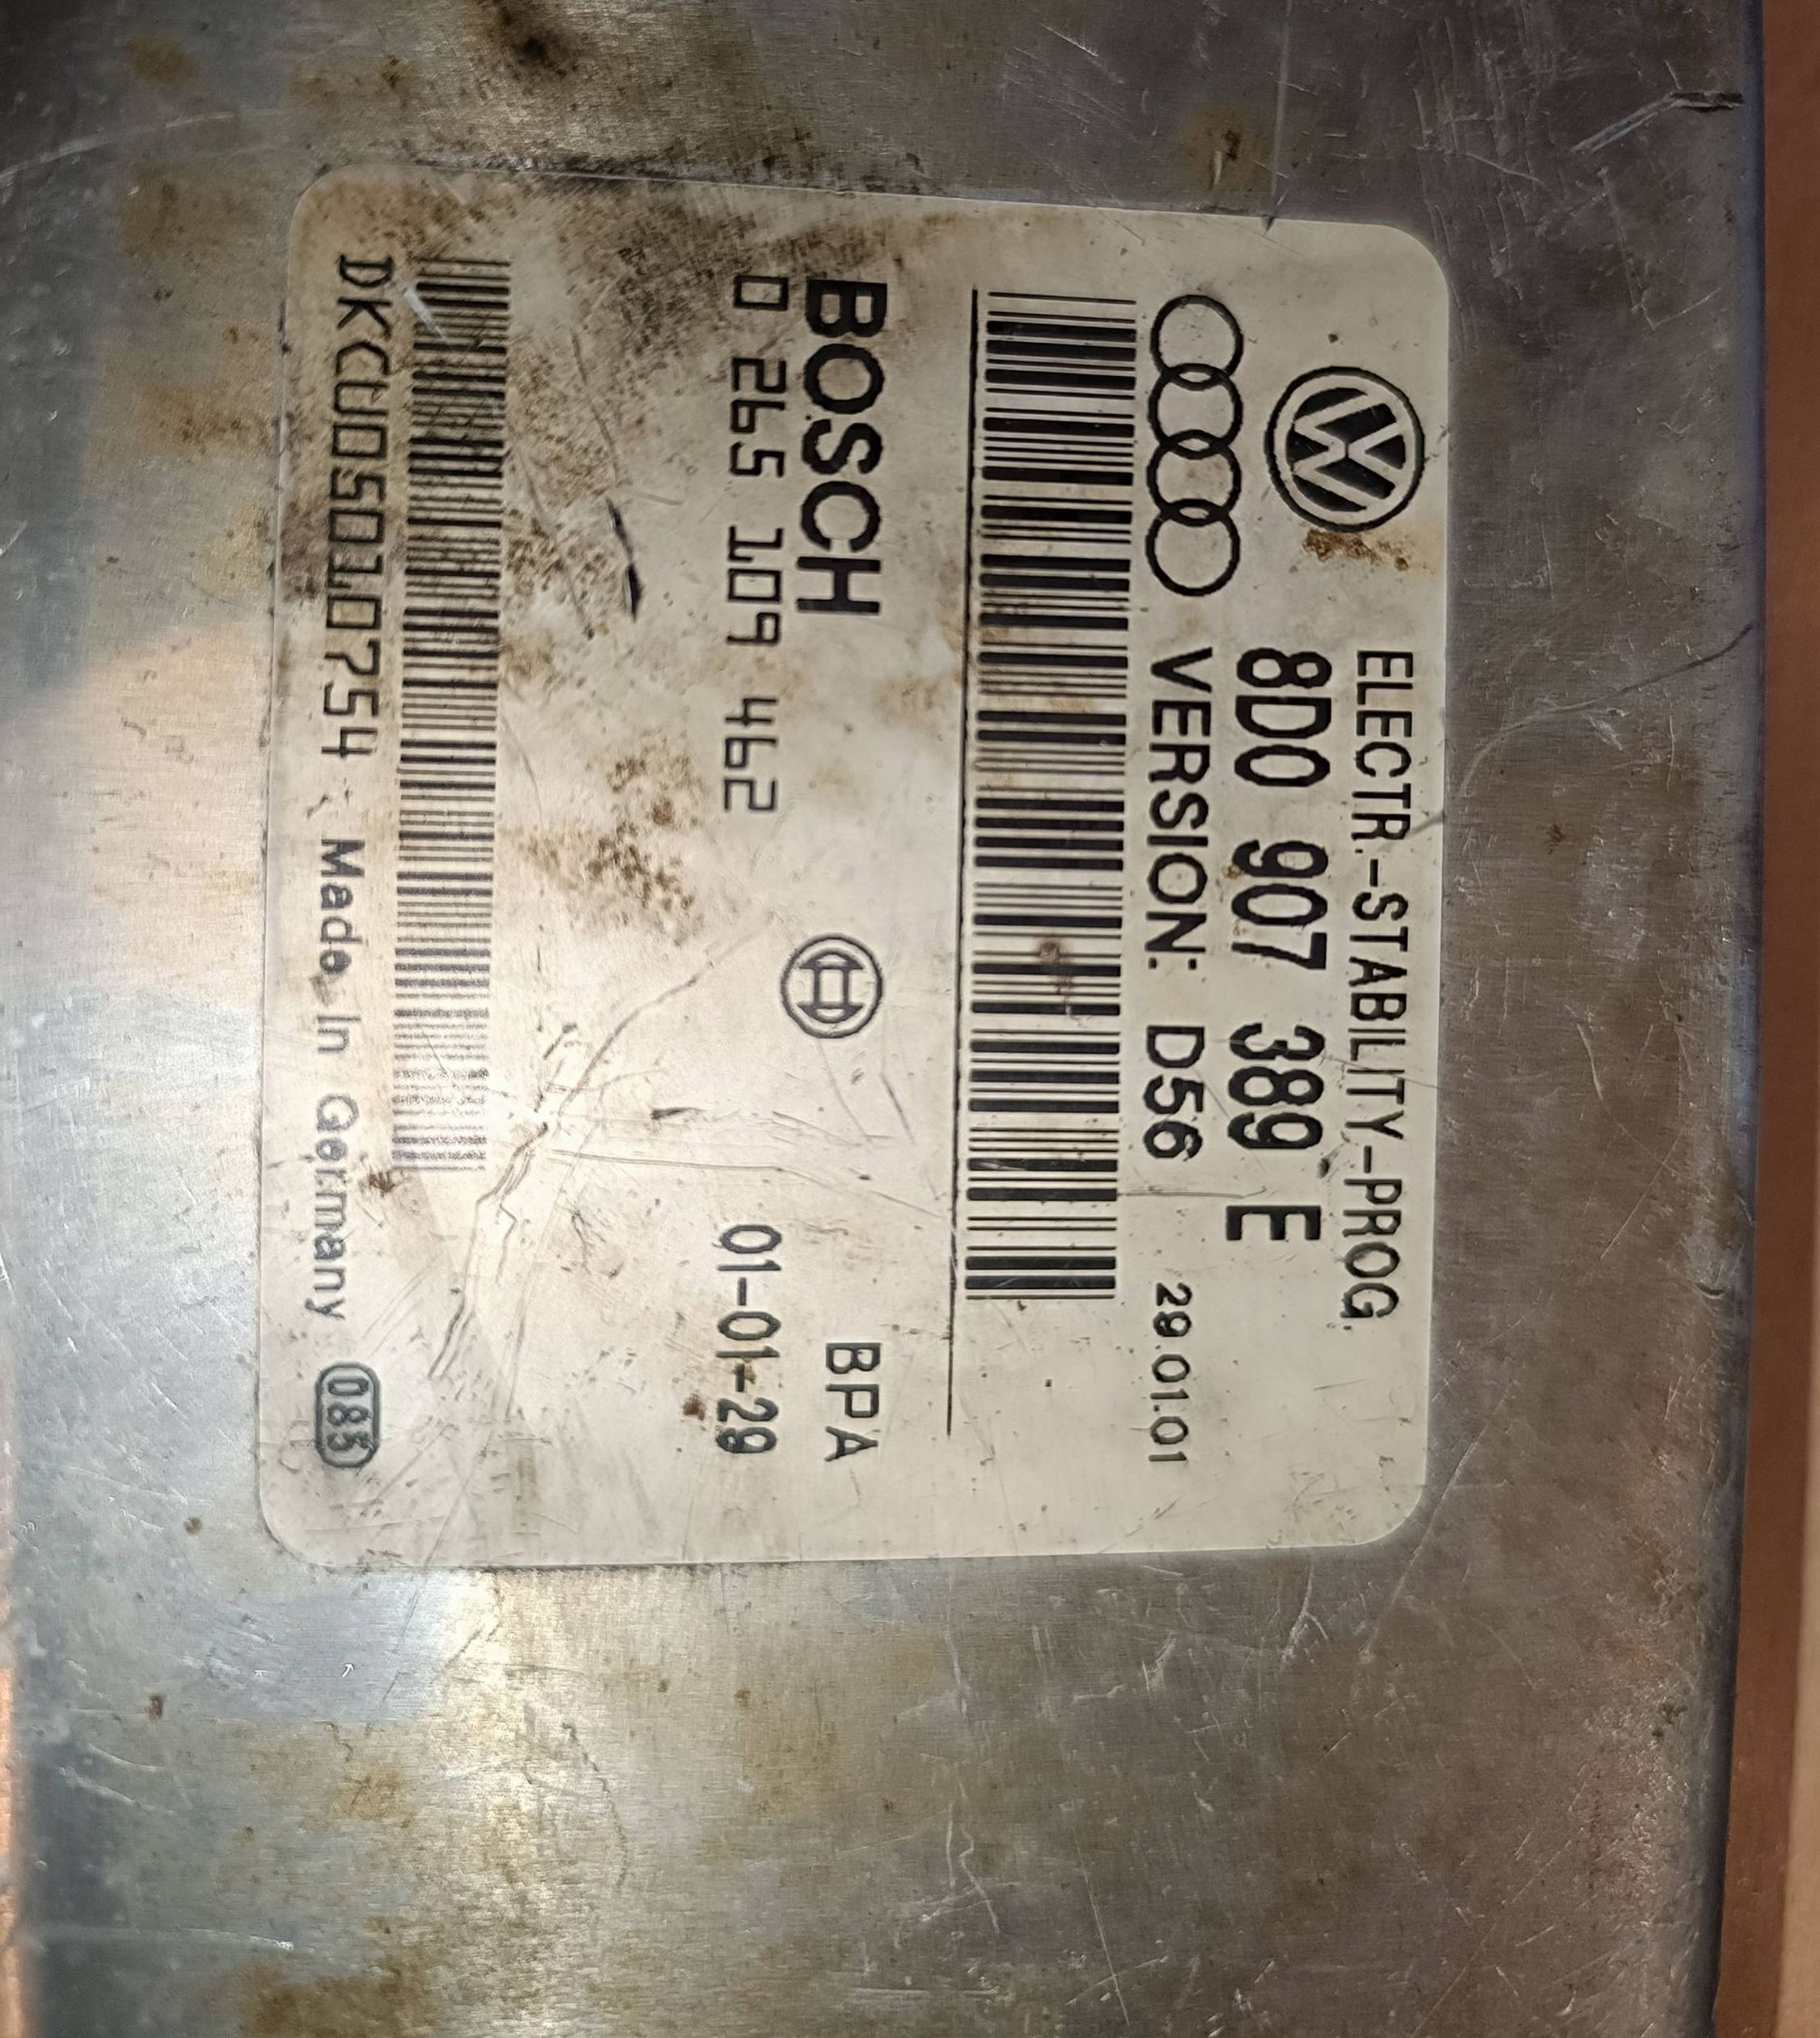 ELECTR.-STABILITY-PROG.
8D0 907 389 E
VERSION: D56 29.01.01
BOSCH BPA
0 265 109 462 01-01-29
DKCU05010754 Made in Germany 085